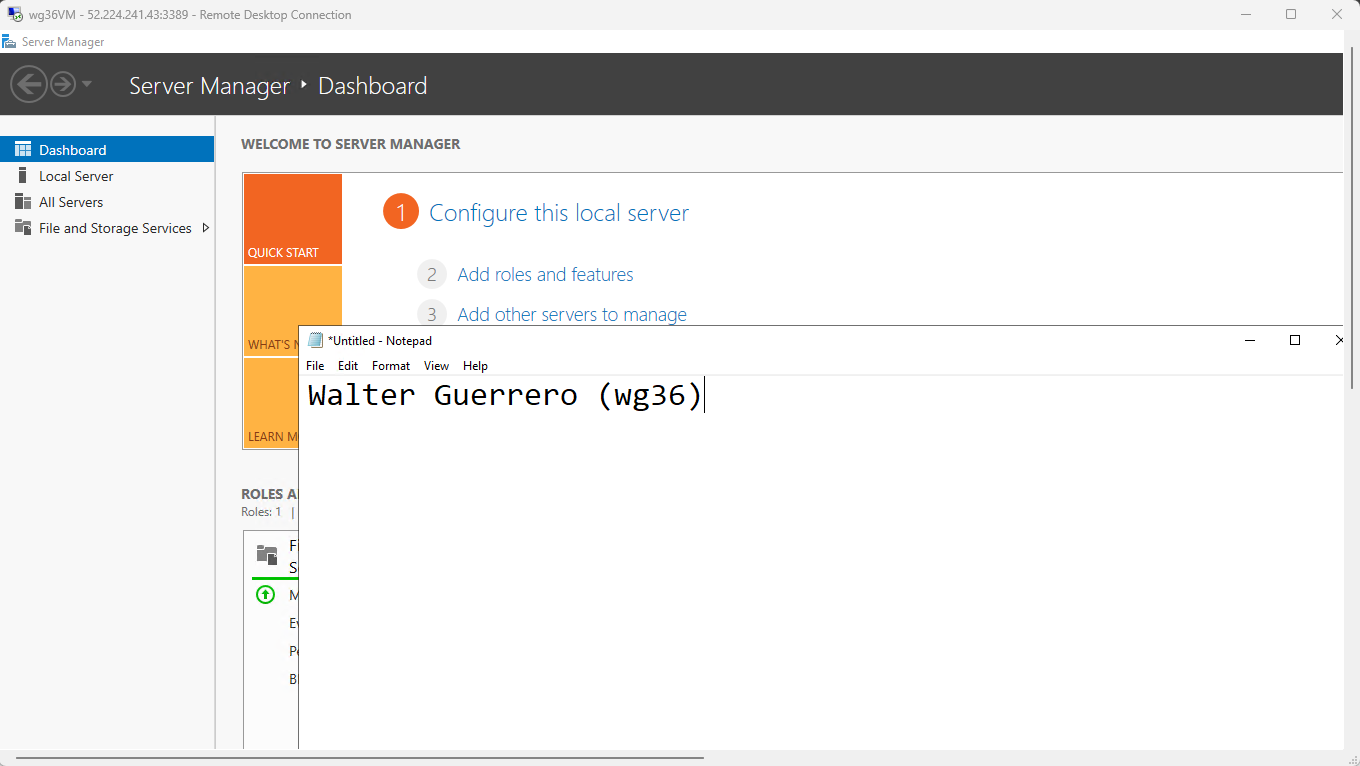 wg36VM - 52.224.241.43:3389 - Remote Desktop Connection
Server Manager
Server Manager ‣ Dashboard
Dashboard
Local Server
All Servers
File and Storage Services
WELCOME TO SERVER MANAGER
QUICK START
WHAT'S
LEARN
1 Configure this local server
2 Add roles and features
3 Add other servers to manage
*Untitled - Notepad
File Edit Format View Help
Walter Guerrero (wg36)
ROLES
Roles: 1 |